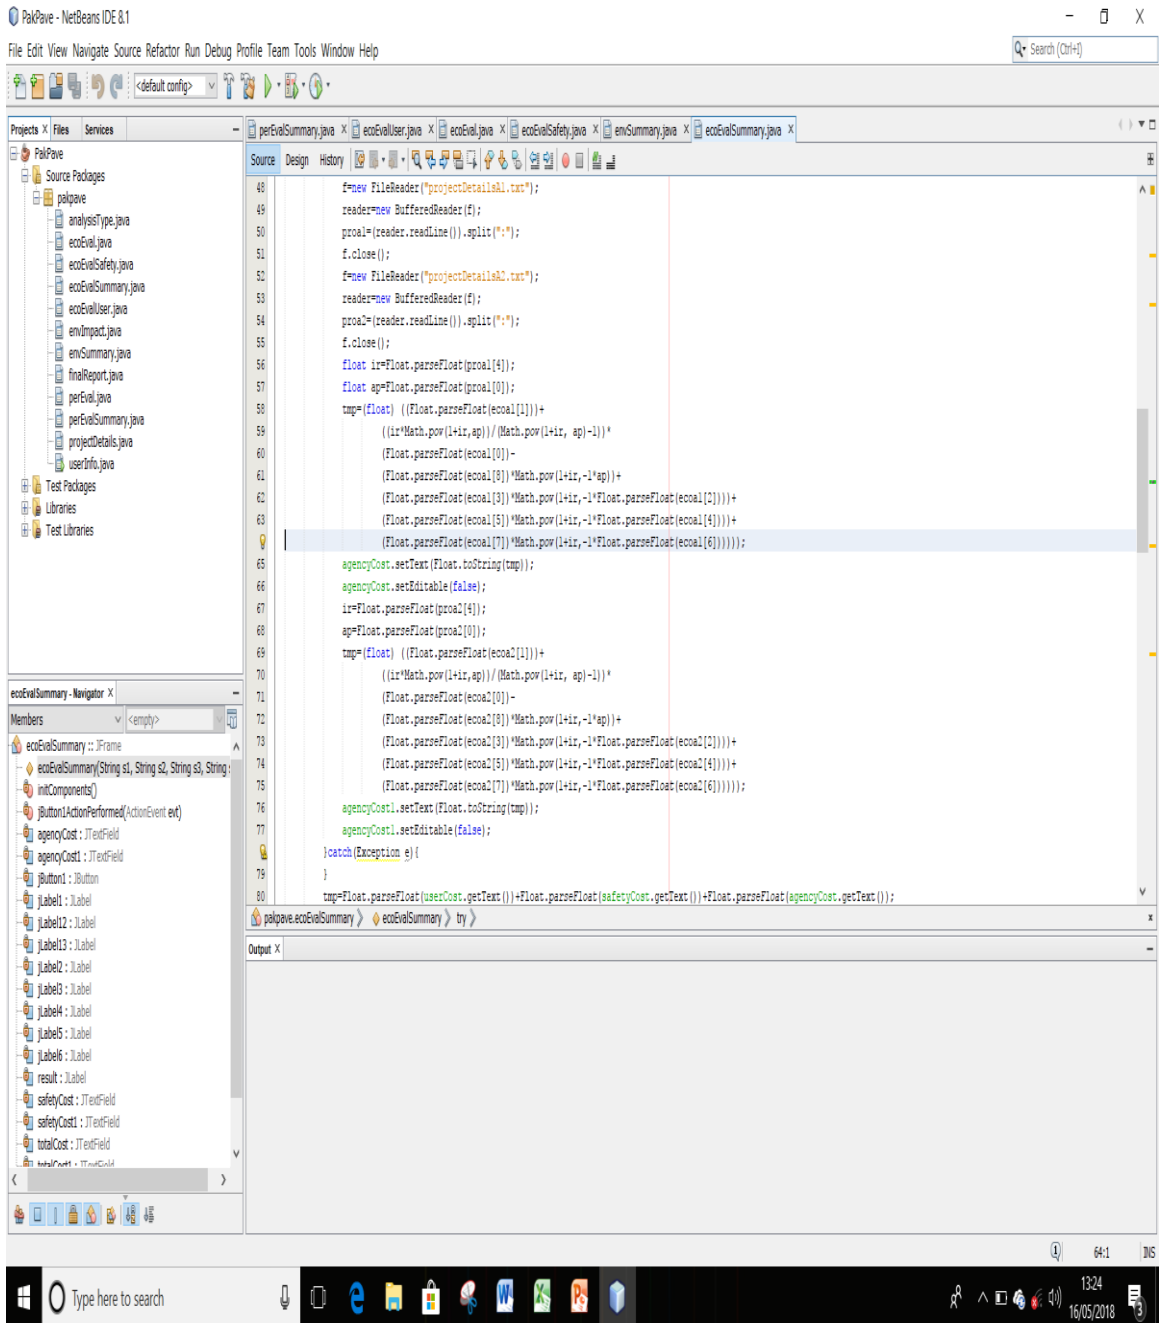 PakPave - NetBeans IDE 8.1
File Edit View Navigate Source Refactor Run Debug Profile Team Tools Window Help
Search (Ctrl+I)
<default config>
Projects X Files Services
perEvalSummary.java X ecoEvalUser.java X ecoEval.java X ecoEvalSafety.java X envSummary.java X ecoEvalSummary.java X
Source Design History
PakPave
Source Packages
pakpave
analysisType.java
ecoEval.java
ecoEvalSafety.java
ecoEvalSummary.java
ecoEvalUser.java
envImpact.java
envSummary.java
finalReport.java
perEval.java
perEvalSummary.java
projectDetails.java
userInfo.java
Test Packages
Libraries
Test Libraries
48 f=new FileReader("projectDetailsA1.txt");
49 reader=new BufferedReader(f);
50 proa1=(reader.readLine()).split(":");
51 f.close();
52 f=new FileReader("projectDetailsA2.txt");
53 reader=new BufferedReader(f);
54 proa2=(reader.readLine()).split(":");
55 f.close();
56 float ir=Float.parseFloat(proa1[4]);
57 float ap=Float.parseFloat(proa1[0]);
58 tmp=(float) ((Float.parseFloat(ecoa1[1]))+
59 ((ir*Math.pow(1+ir,ap))/(Math.pow(1+ir, ap)-1))*
60 (Float.parseFloat(ecoa1[0])-
61 (Float.parseFloat(ecoa1[8])*Math.pow(1+ir,-1*ap))+
62 (Float.parseFloat(ecoa1[3])*Math.pow(1+ir,-1*Float.parseFloat(ecoa1[2])))+
63 (Float.parseFloat(ecoa1[5])*Math.pow(1+ir,-1*Float.parseFloat(ecoa1[4])))+
(Float.parseFloat(ecoa1[7])*Math.pow(1+ir,-1*Float.parseFloat(ecoa1[6])))));
65 agencyCost.setText(Float.toString(tmp));
66 agencyCost.setEditable(false);
67 ir=Float.parseFloat(proa2[4]);
68 ap=Float.parseFloat(proa2[0]);
69 tmp=(float) ((Float.parseFloat(ecoa2[1]))+
70 ((ir*Math.pow(1+ir,ap))/(Math.pow(1+ir, ap)-1))*
71 (Float.parseFloat(ecoa2[0])-
72 (Float.parseFloat(ecoa2[8])*Math.pow(1+ir,-1*ap))+
73 (Float.parseFloat(ecoa2[3])*Math.pow(1+ir,-1*Float.parseFloat(ecoa2[2])))+
74 (Float.parseFloat(ecoa2[5])*Math.pow(1+ir,-1*Float.parseFloat(ecoa2[4])))+
75 (Float.parseFloat(ecoa2[7])*Math.pow(1+ir,-1*Float.parseFloat(ecoa2[6])))));
76 agencyCost1.setText(Float.toString(tmp));
77 agencyCost1.setEditable(false);
}catch(Exception e){
79 }
80 tmp=Float.parseFloat(userCost.getText())+Float.parseFloat(safetyCost.getText())+Float.parseFloat(agencyCost.getText());
pakpave.ecoEvalSummary > ecoEvalSummary > try >
Output X
ecoEvalSummary - Navigator X
Members <empty>
ecoEvalSummary :: JFrame
ecoEvalSummary(String s1, String s2, String s3, String s
initComponents()
jButton1ActionPerformed(ActionEvent evt)
agencyCost : JTextField
agencyCost1 : JTextField
jButton1 : JButton
jLabel1 : JLabel
jLabel12 : JLabel
jLabel13 : JLabel
jLabel2 : JLabel
jLabel3 : JLabel
jLabel4 : JLabel
jLabel5 : JLabel
jLabel6 : JLabel
result : JLabel
safetyCost : JTextField
safetyCost1 : JTextField
totalCost : JTextField
totalCost1 : JTextField
1 64:1 INS
Type here to search
13:24
16/05/2018
3